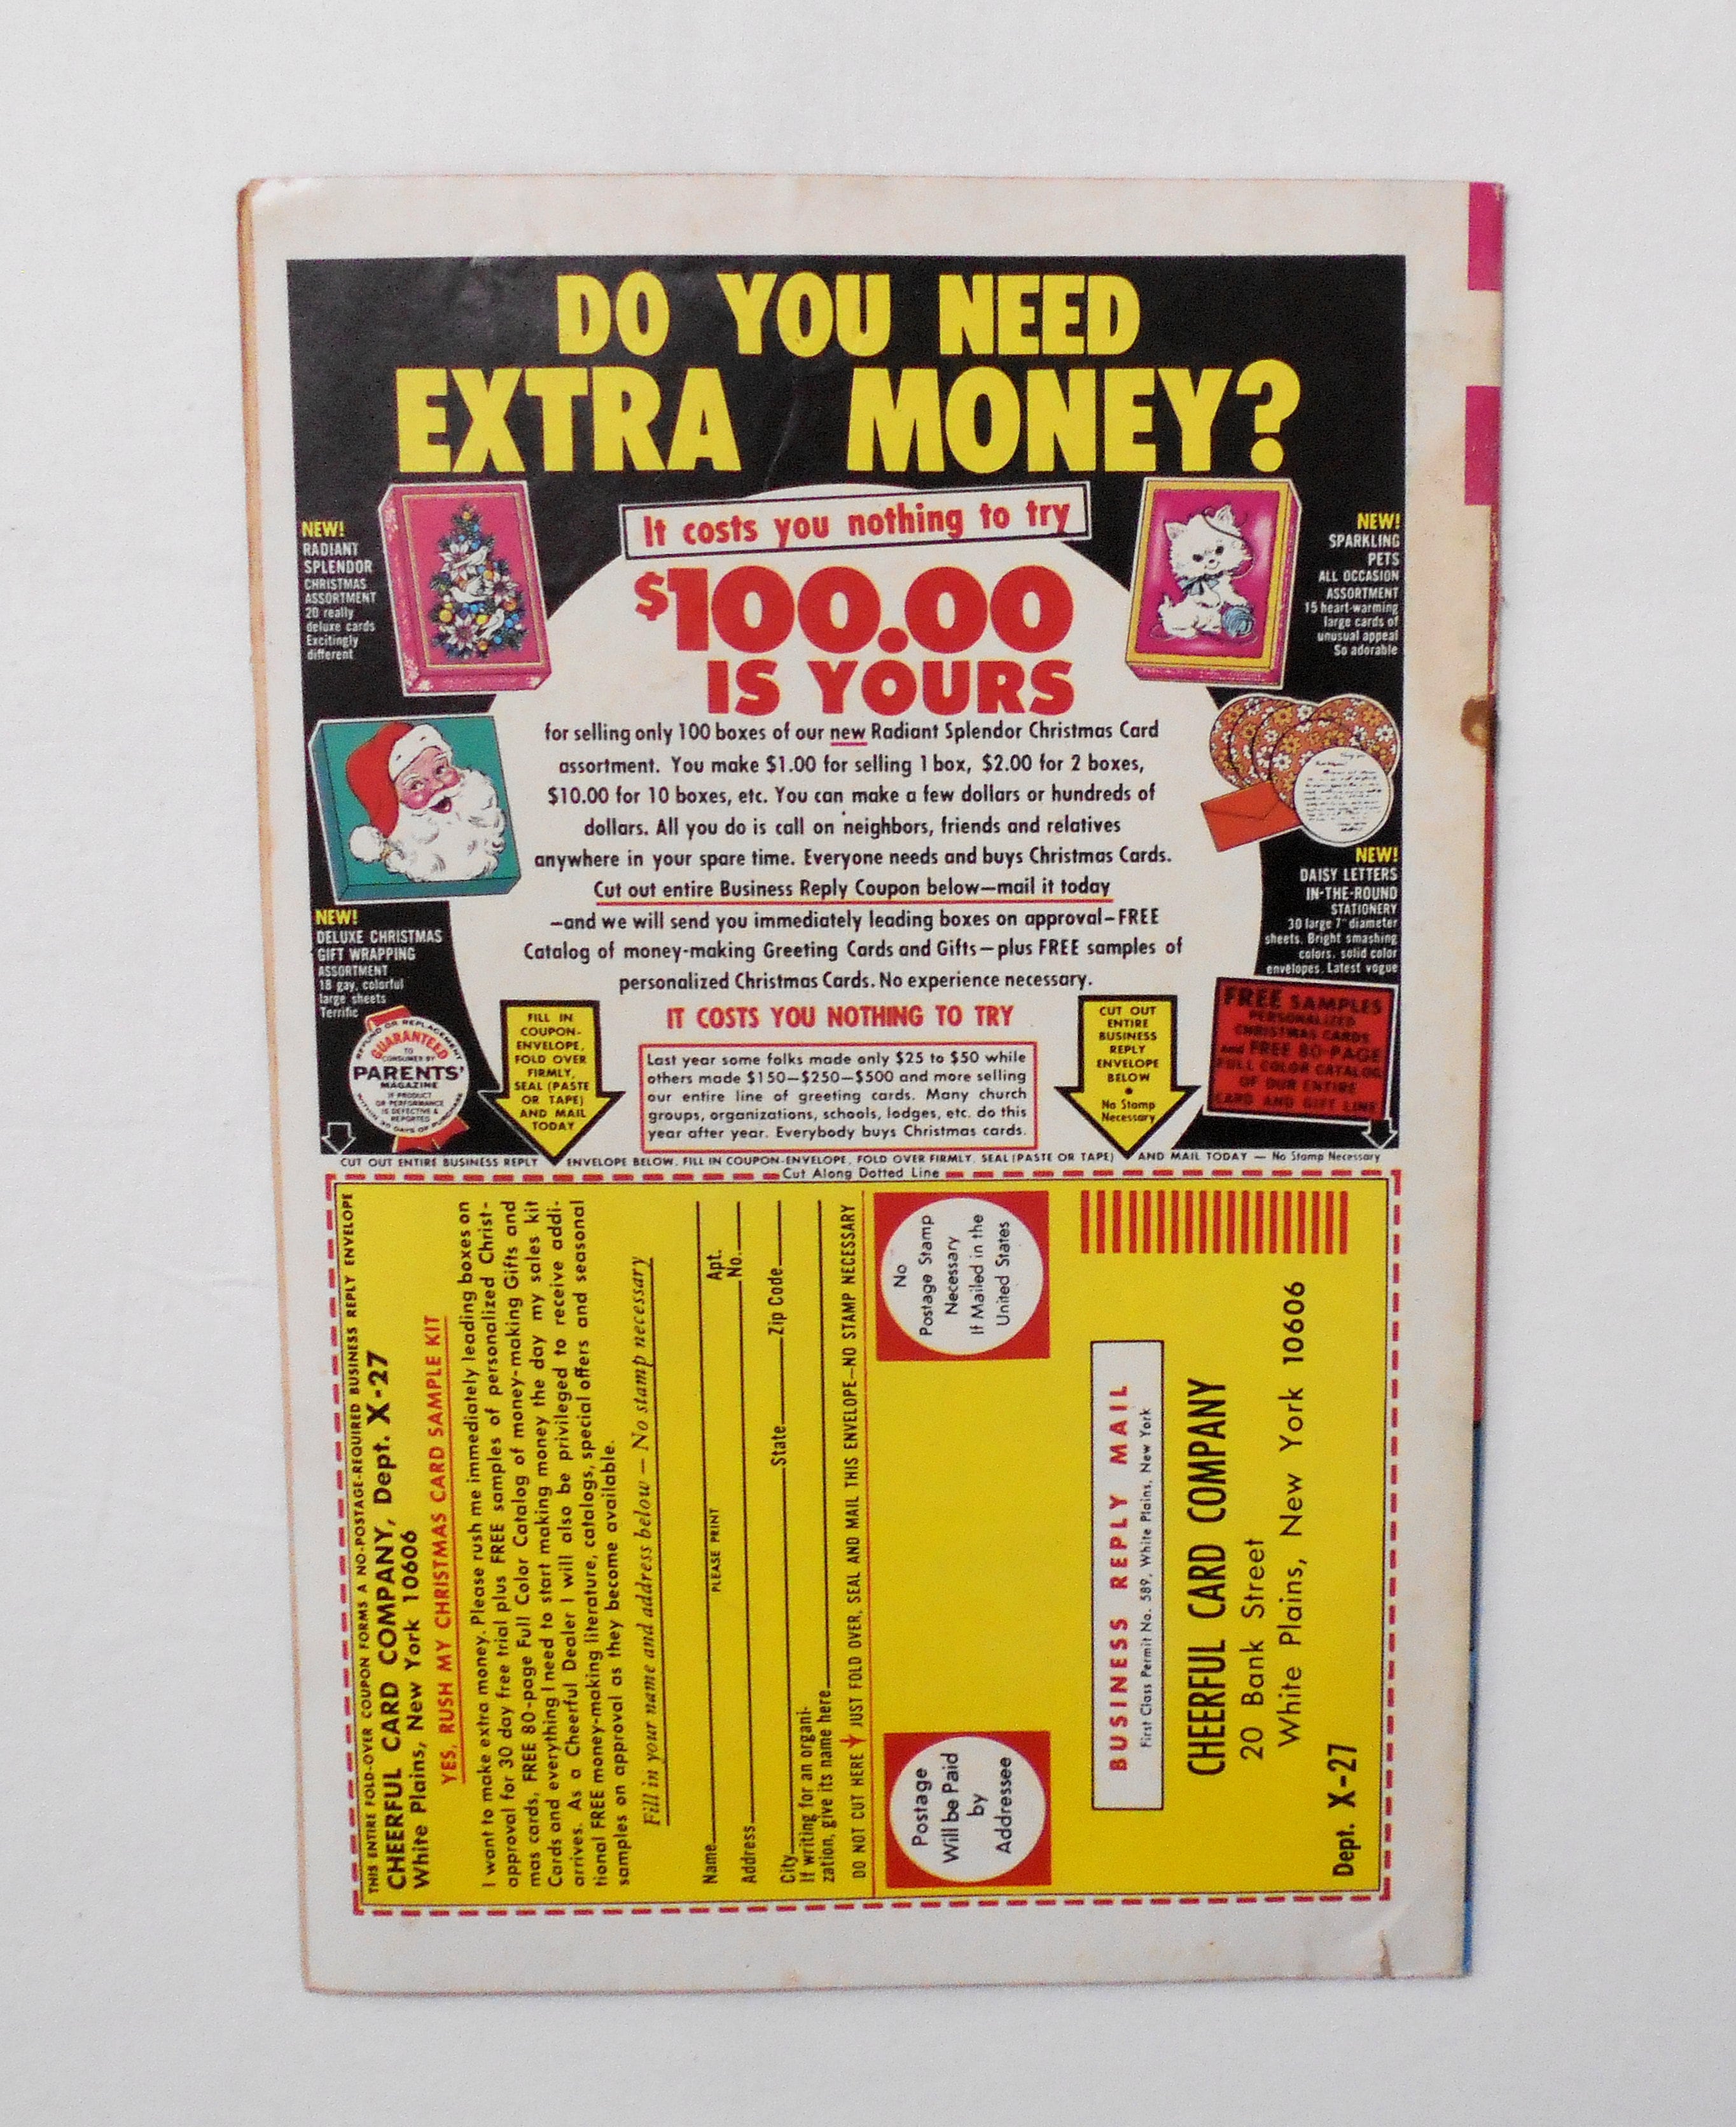 DO YOU NEED
EXTRA MONEY?
It costs you nothing to try
$100.00
IS YOURS
for selling only 100 boxes of our new Radiant Splendor Christmas Card
assortment. You make $1.00 for selling 1 box, $2.00 for 2 boxes,
$10.00 for 10 boxes, etc. You can make a few dollars or hundreds of
dollars. All you do is call on neighbors, friends and relatives
anywhere in your spare time. Everyone needs and buys Christmas Cards.
Cut out entire Business Reply Coupon below—mail it today
—and we will send you immediately leading boxes on approval—FREE
Catalog of money-making Greeting Cards and Gifts—plus FREE samples of
personalized Christmas Cards. No experience necessary.
IT COSTS YOU NOTHING TO TRY
Last year some folks made only $25 to $50 while
others made $150—$250—$500 and more selling
our entire line of greeting cards. Many church
groups, organizations, schools, lodges, etc. do this
year after year. Everybody buys Christmas cards.
NEW!
RADIANT
SPLENDOR
CHRISTMAS
ASSORTMENT
20 really
deluxe cards
Excitingly
different
NEW!
DELUXE CHRISTMAS
GIFT WRAPPING
ASSORTMENT
18 gay, colorful
large sheets
Terrific
REFUND OR REPLACEMENT
GUARANTEED
TO
CONSUMER BY
PARENTS'
MAGAZINE
IF PRODUCT
OR PERFORMANCE
IS DEFECTIVE &
REPORTED
WITHIN 30 DAYS OF PURCHASE
NEW!
SPARKLING
PETS
ALL OCCASION
ASSORTMENT
15 heart-warming
large cards of
unusual appeal
So adorable
NEW!
DAISY LETTERS
IN-THE-ROUND
STATIONERY
30 large 7" diameter
sheets. Bright smashing
colors, solid color
envelopes. Latest vogue
FREE SAMPLES
PERSONALIZED
CHRISTMAS CARDS
and FREE 80-PAGE
FULL COLOR CATALOG
OF OUR ENTIRE
CARD AND GIFT LINE
FILL IN
COUPON-
ENVELOPE,
FOLD OVER
FIRMLY,
SEAL (PASTE
OR TAPE)
AND MAIL
TODAY
CUT OUT
ENTIRE
BUSINESS
REPLY
ENVELOPE
BELOW
•
No Stamp
Necessary
CUT OUT ENTIRE BUSINESS REPLY ENVELOPE BELOW, FILL IN COUPON-ENVELOPE, FOLD OVER FIRMLY, SEAL (PASTE OR TAPE) AND MAIL TODAY — No Stamp Necessary
Cut Along Dotted Line
THIS ENTIRE FOLD-OVER COUPON FORMS A NO-POSTAGE-REQUIRED BUSINESS REPLY ENVELOPE
CHEERFUL CARD COMPANY, Dept. X-27
White Plains, New York 10606
YES, RUSH MY CHRISTMAS CARD SAMPLE KIT
I want to make extra money. Please rush me immediately leading boxes on
approval for 30 day free trial plus FREE samples of personalized Christ-
mas cards, FREE 80-page Full Color Catalog of money-making Gifts and
Cards and everything I need to start making money the day my sales kit
arrives. As a Cheerful Dealer I will also be privileged to receive addi-
tional FREE money-making literature, catalogs, special offers and seasonal
samples on approval as they become available.
Fill in your name and address below — No stamp necessary
Name
PLEASE PRINT
Address
Apt.
No.
City
State
Zip Code
If writing for an organi-
zation, give its name here
DO NOT CUT HERE JUST FOLD OVER, SEAL AND MAIL THIS ENVELOPE—NO STAMP NECESSARY
Postage
Will be Paid
by
Addressee
No
Postage Stamp
Necessary
If Mailed in the
United States
BUSINESS REPLY MAIL
First Class Permit No. 589, White Plains, New York
CHEERFUL CARD COMPANY
20 Bank Street
White Plains, New York 10606
Dept. X-27